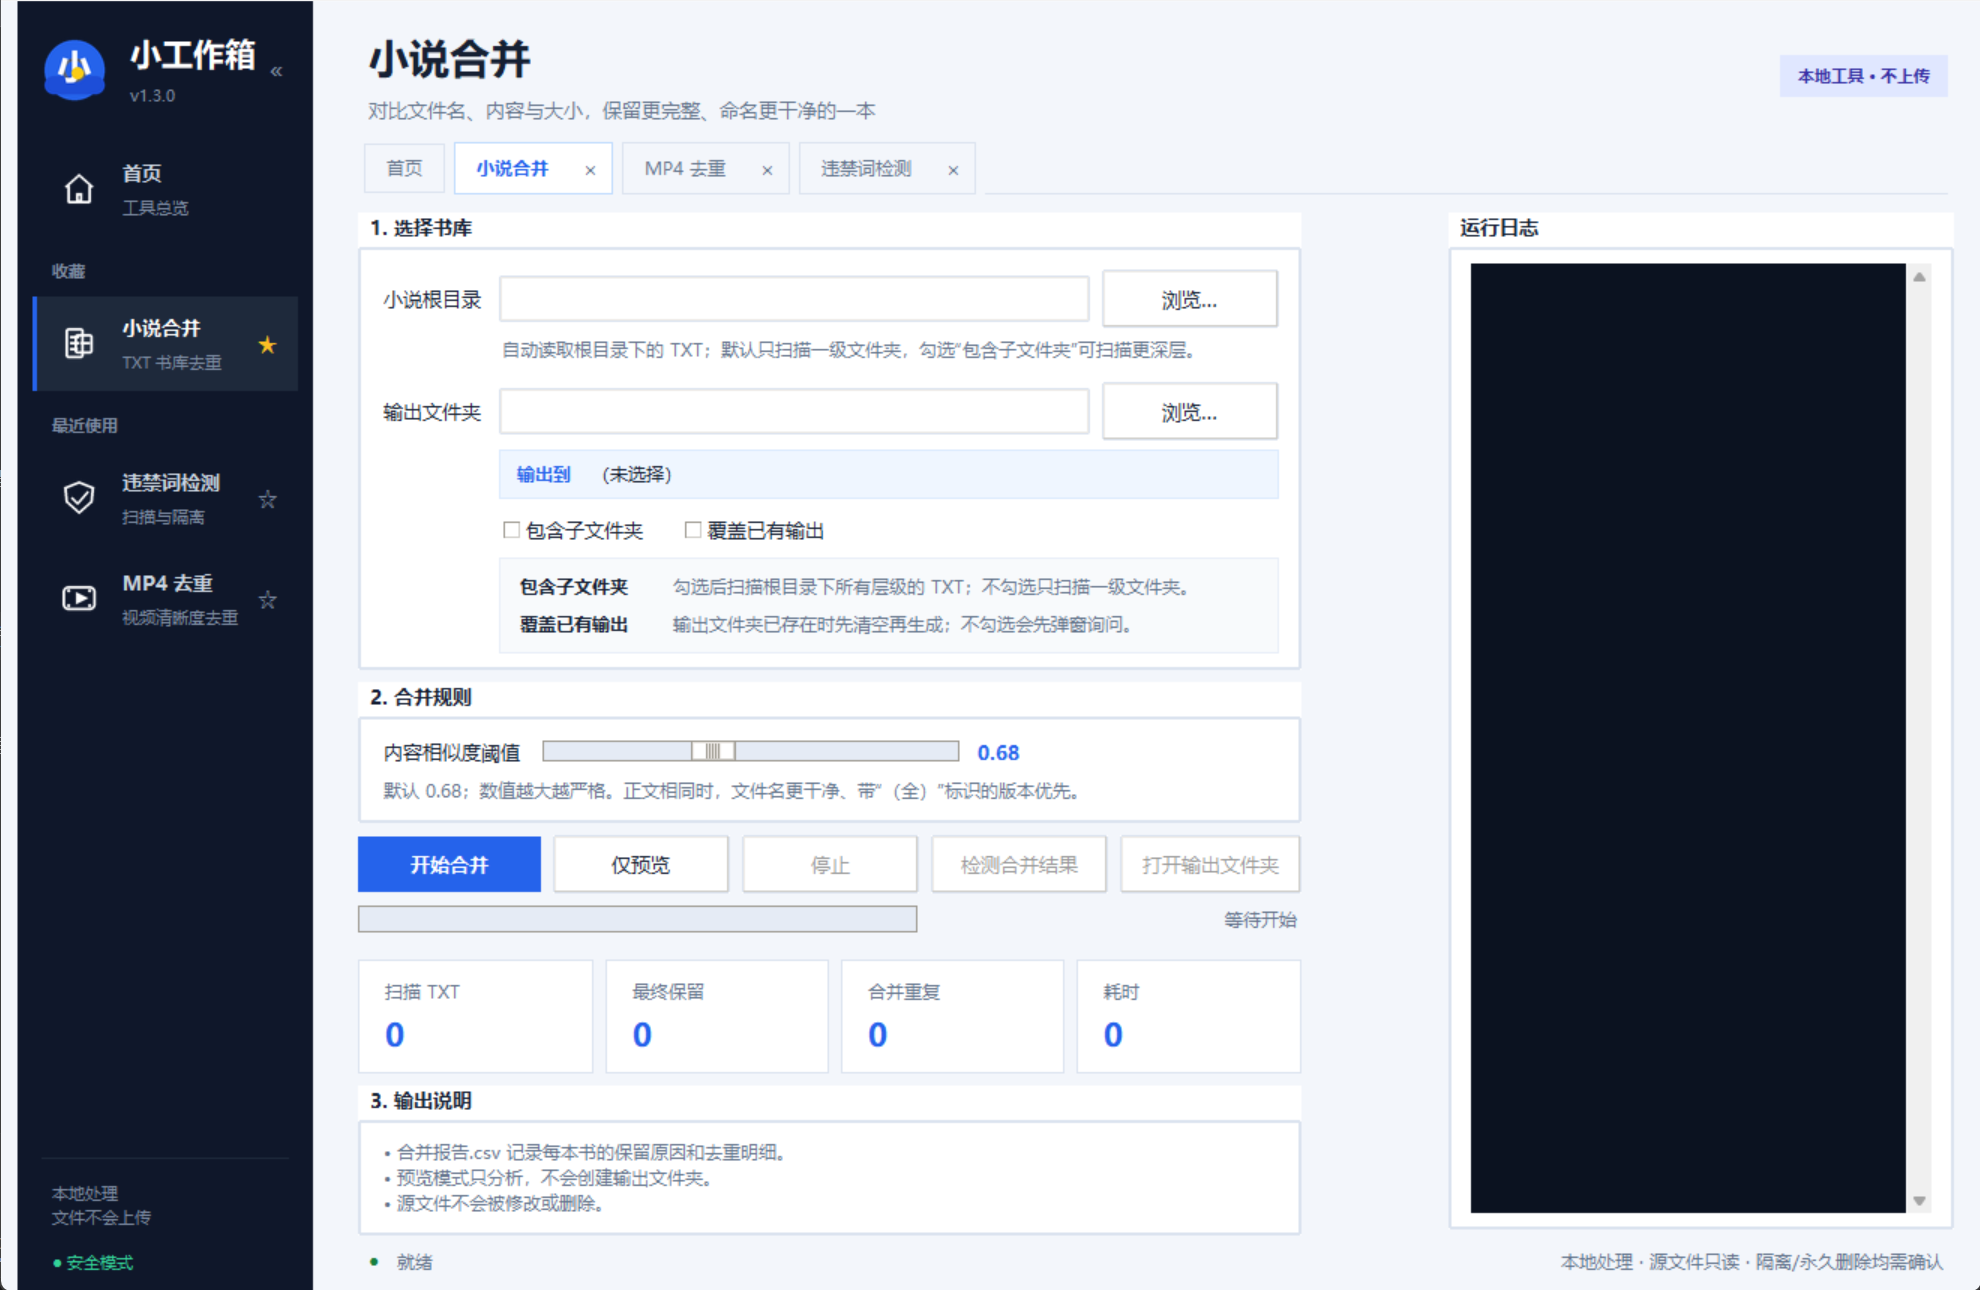 小工作箱
«
v1.3.0
首页
工具总览
收藏
小说合并
TXT 书库去重
★
最近使用
违禁词检测
扫描与隔离
☆
MP4 去重
视频清晰度去重
☆
本地处理
文件不会上传
• 安全模式
小说合并
对比文件名、内容与大小，保留更完整、命名更干净的一本
本地工具 • 不上传
首页
小说合并 ×
MP4 去重 ×
违禁词检测 ×
1. 选择书库
小说根目录
浏览...
自动读取根目录下的 TXT；默认只扫描一级文件夹，勾选“包含子文件夹”可扫描更深层。
输出文件夹
浏览...
输出到 (未选择)
包含子文件夹 覆盖已有输出
包含子文件夹 勾选后扫描根目录下所有层级的 TXT；不勾选只扫描一级文件夹。
覆盖已有输出 输出文件夹已存在时先清空再生成；不勾选会先弹窗询问。
2. 合并规则
内容相似度阈值 0.68
默认 0.68；数值越大越严格。正文相同时，文件名更干净、带“（全）”标识的版本优先。
开始合并 仅预览 停止 检测合并结果 打开输出文件夹
等待开始
扫描 TXT
0
最终保留
0
合并重复
0
耗时
0
3. 输出说明
• 合并报告.csv 记录每本书的保留原因和去重明细。
• 预览模式只分析，不会创建输出文件夹。
• 源文件不会被修改或删除。
• 就绪
运行日志
本地处理 · 源文件只读 · 隔离/永久删除均需确认